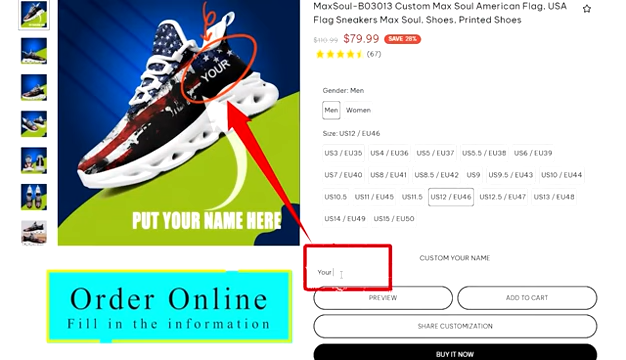 MaxSoul-B03013 Custom Max Soul American Flag, USA
Flag Sneakers Max Soul, Shoes, Printed Shoes
$110.99 $79.99 SAVE 28%
(67)
Gender: Men
Men Women
Size: US12 / EU46
US3 / EU35 US4 / EU36 US5 / EU37 US5.5 / EU38 US6 / EU39
US7 / EU40 US8 / EU41 US8.5 / EU42 US9 US9.5 / EU43 US10 / EU44
US10.5 US11 / EU45 US11.5 US12 / EU46 US12.5 / EU47 US13 / EU48
US14 / EU49 US15 / EU50
CUSTOM YOUR NAME
Your
PREVIEW ADD TO CART
SHARE CUSTOMIZATION
BUY IT NOW
YOUR
PUT YOUR NAME HERE
Order Online
Fill in the information